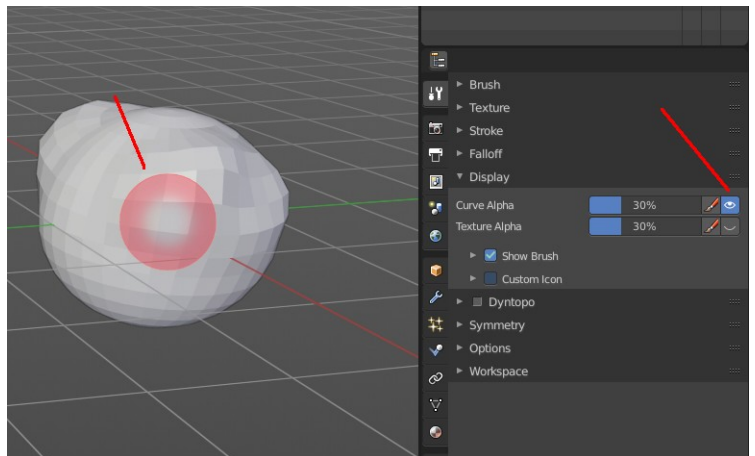 Brush
Texture
Stroke
Falloff
Display
Curve Alpha 30%
Texture Alpha 30%
Show Brush
Custom Icon
Dyntopo
Symmetry
Options
Workspace